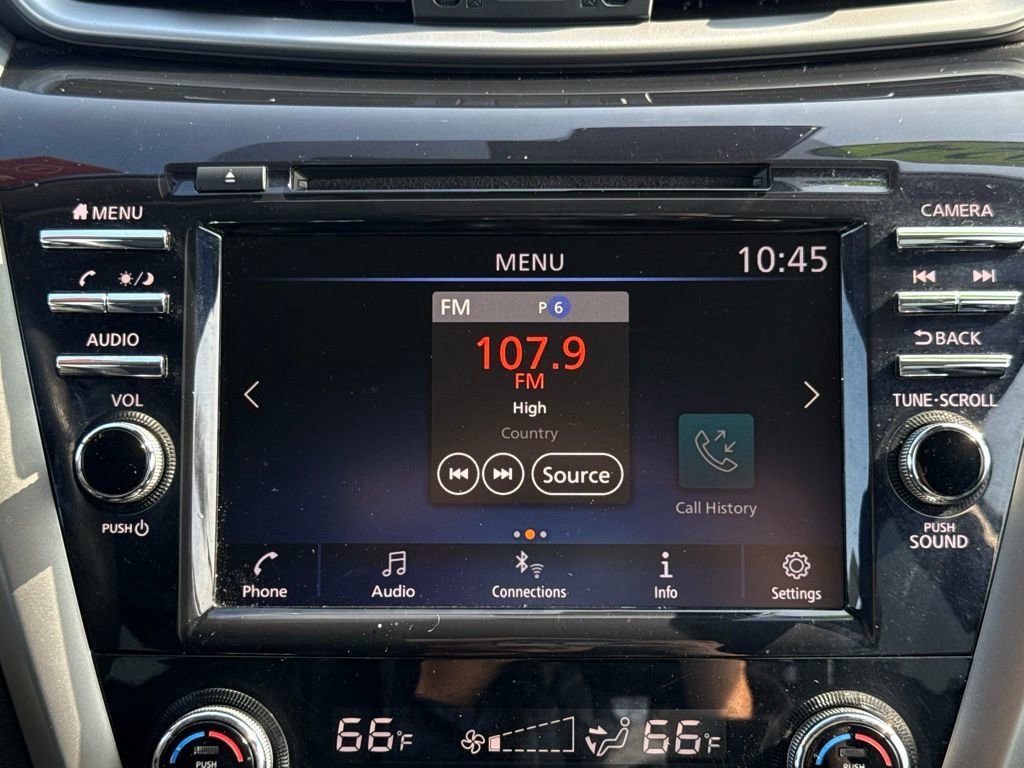 MENU
CAMERA
MENU
10:45
FM
P 6
AUDIO
BACK
107.9
FM
High
VOL
TUNE·SCROLL
Country
Source
Call History
PUSH
PUSH
SOUND
Phone
Audio
Connections
Info
Settings
66°F
66°F
PUSH
PUSH